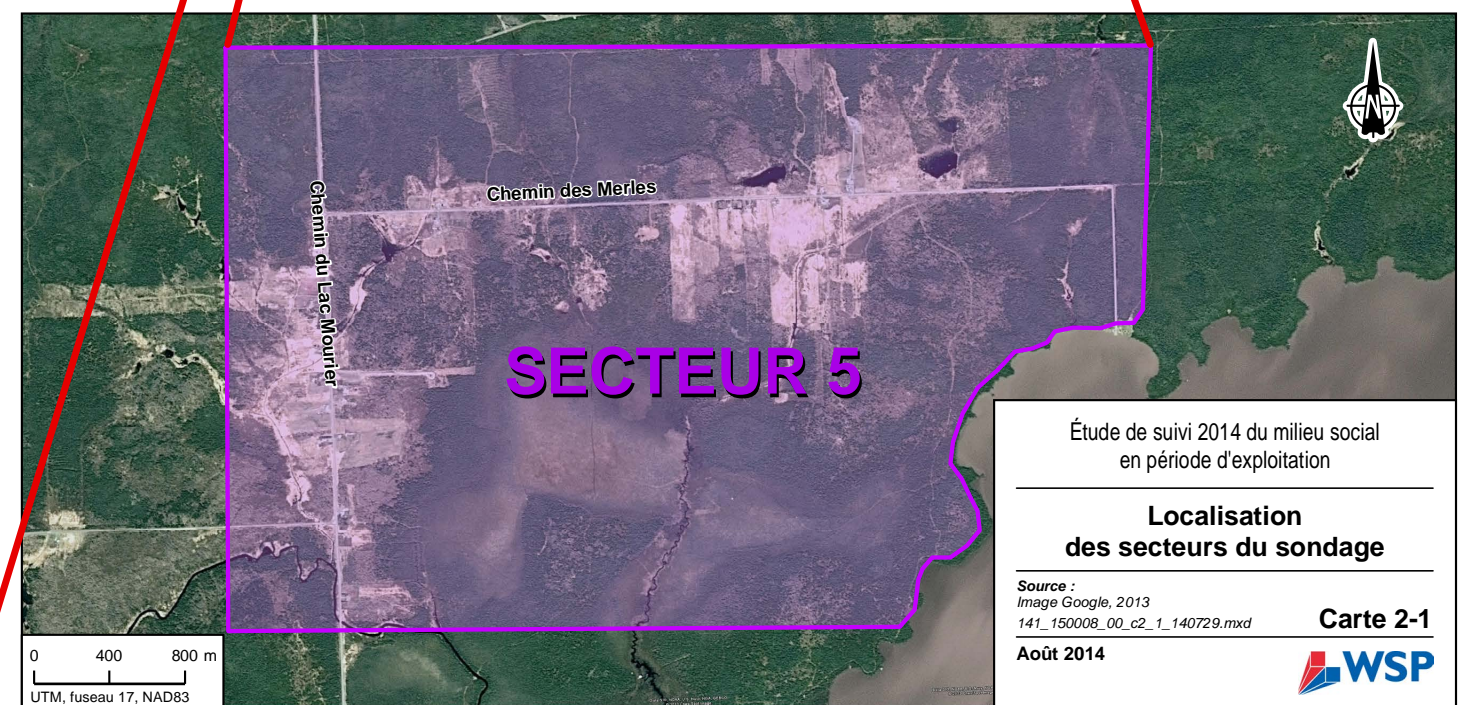 N
Chemin des Merles
Chemin du Lac Mourier
SECTEUR 5
Étude de suivi 2014 du milieu social
en période d'exploitation
Localisation
des secteurs du sondage
Source :
Image Google, 2013
141_150008_00_c2_1_140729.mxd
Carte 2-1
Août 2014
WSP
0 400 800 m
UTM, fuseau 17, NAD83